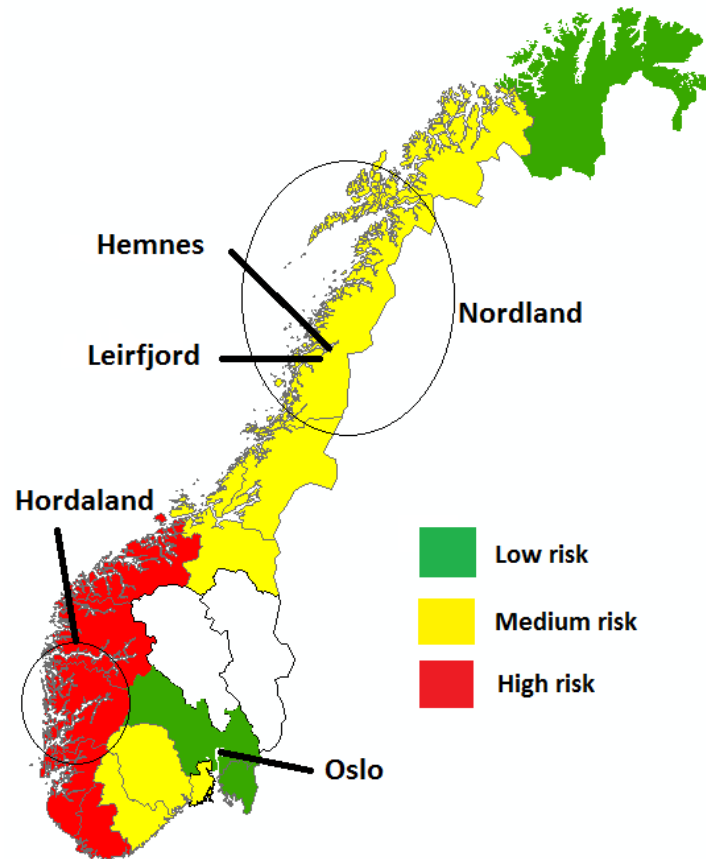 Hemnes
Nordland
Leirfjord
Hordaland
Low risk
Medium risk
High risk
Oslo